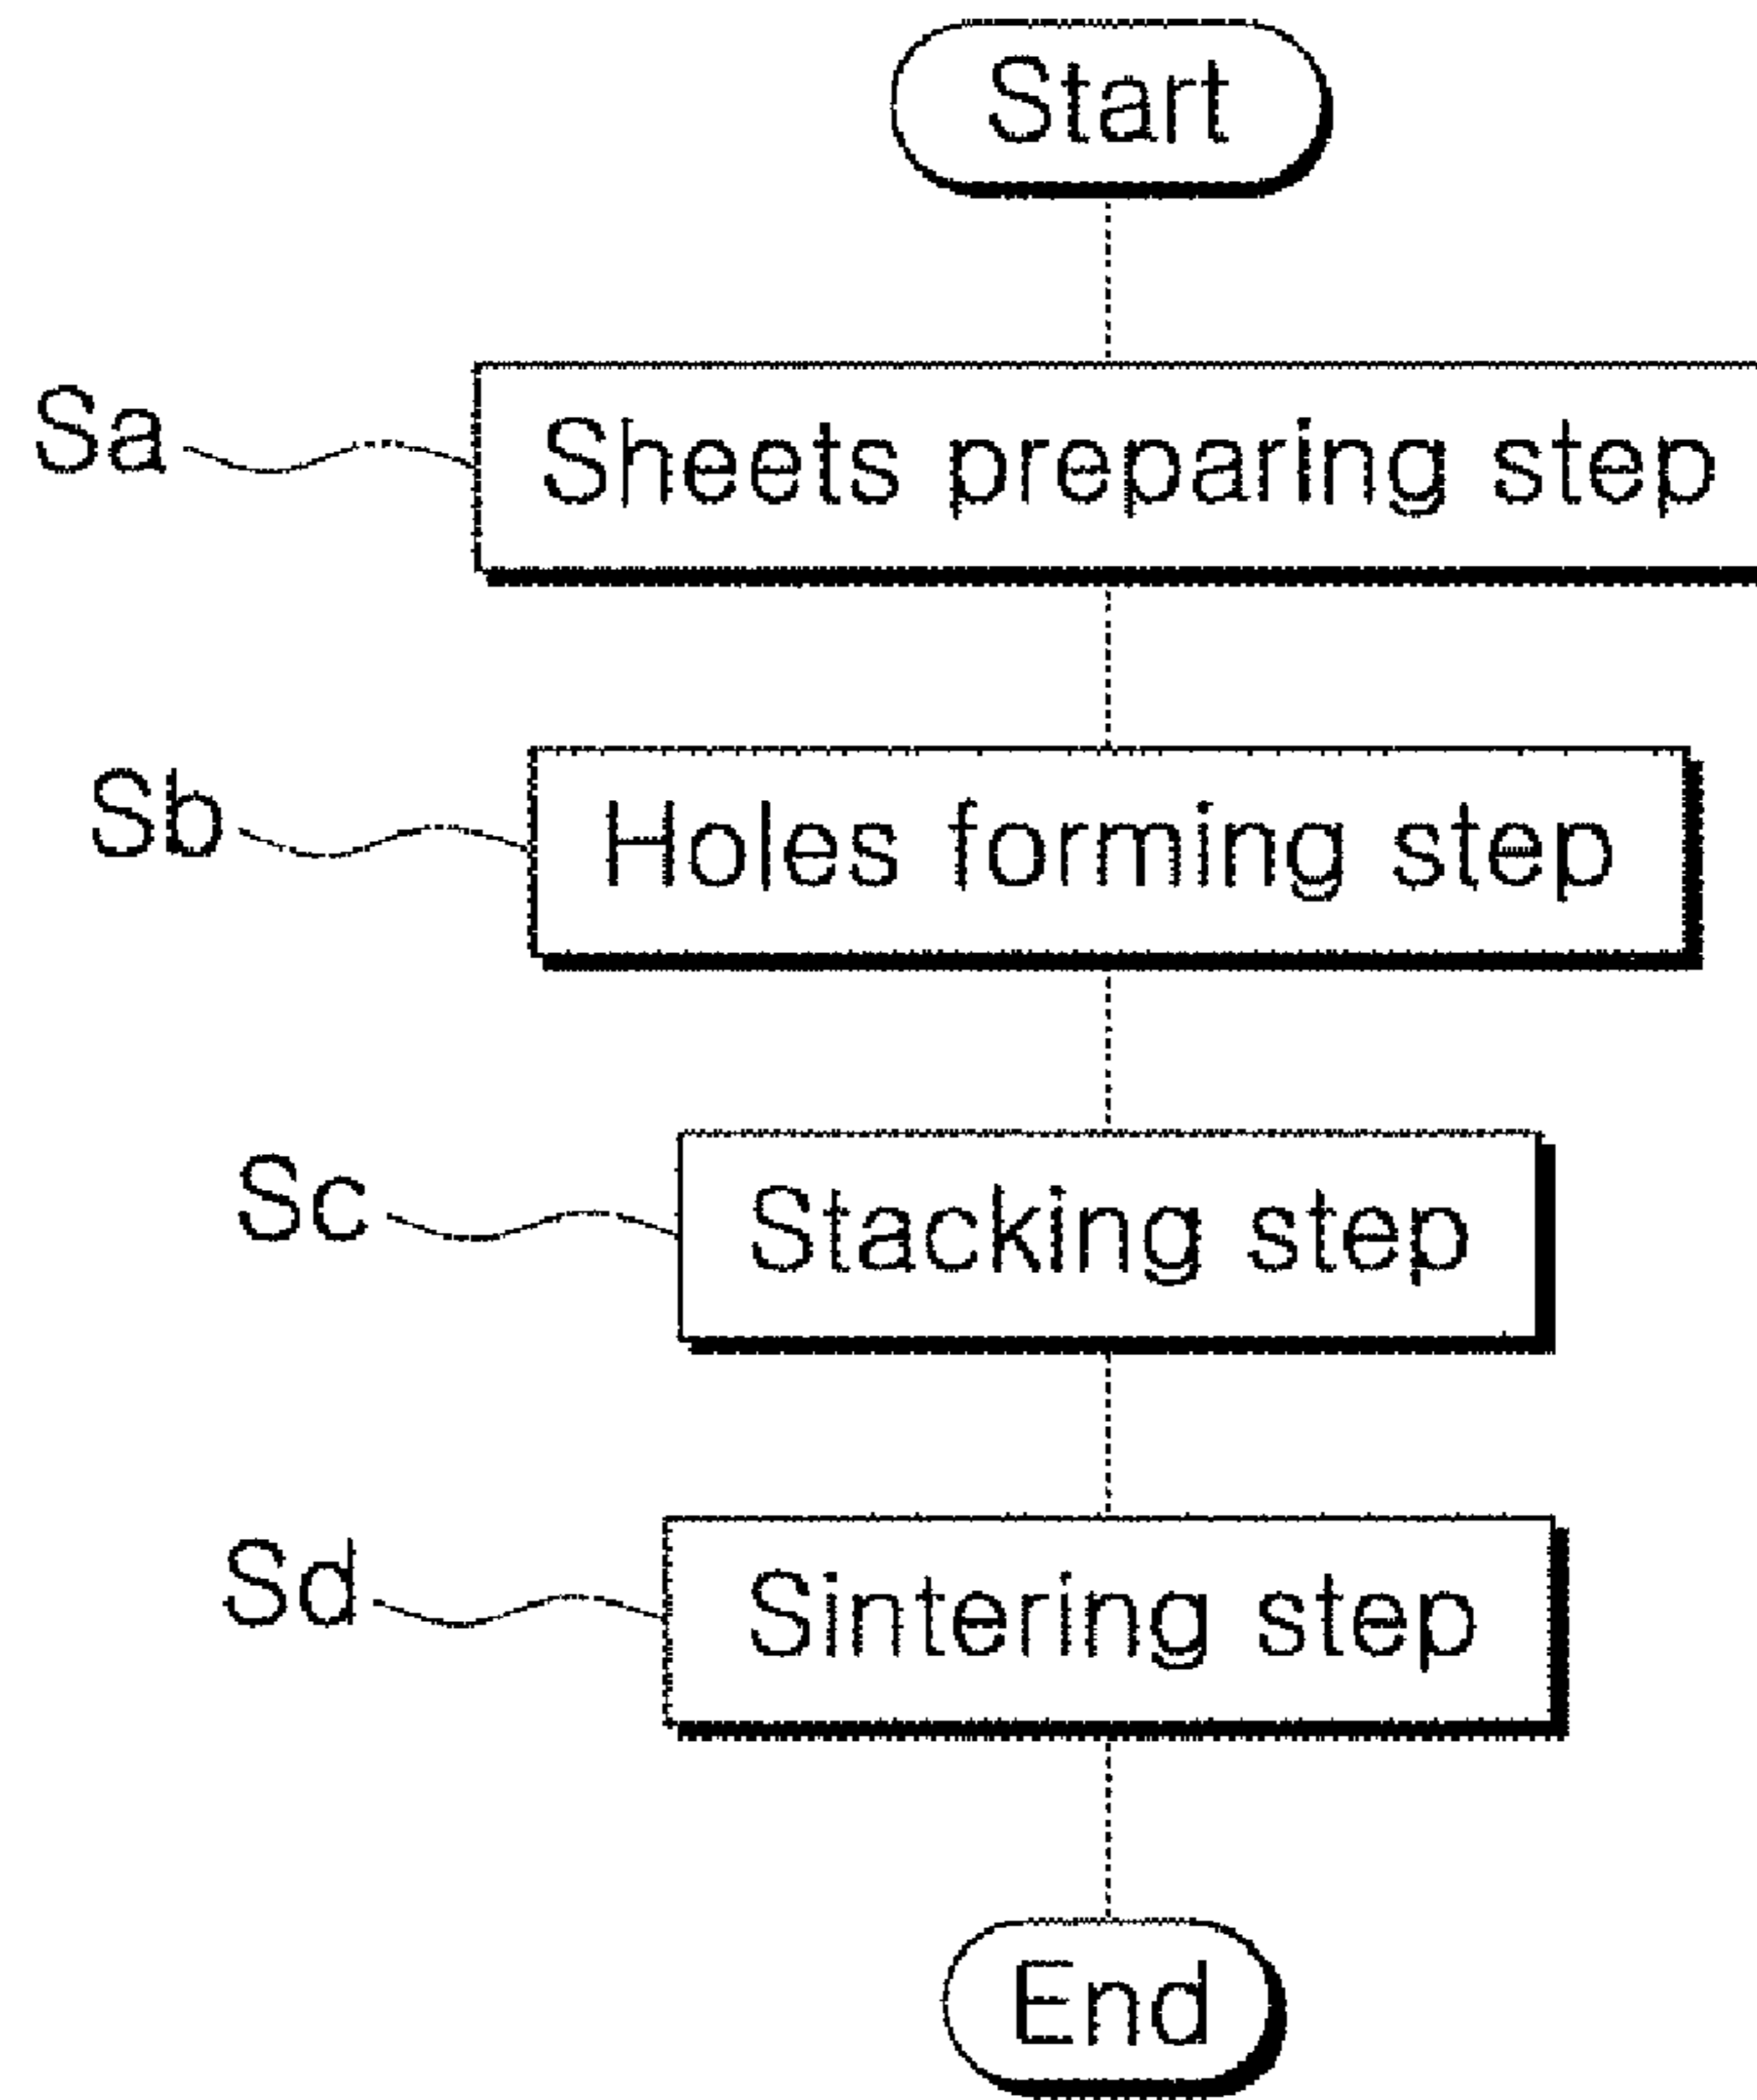 Start
Sa Sheets preparing step
Sb Holes forming step
Sc Stacking step
Sd Sintering step
End